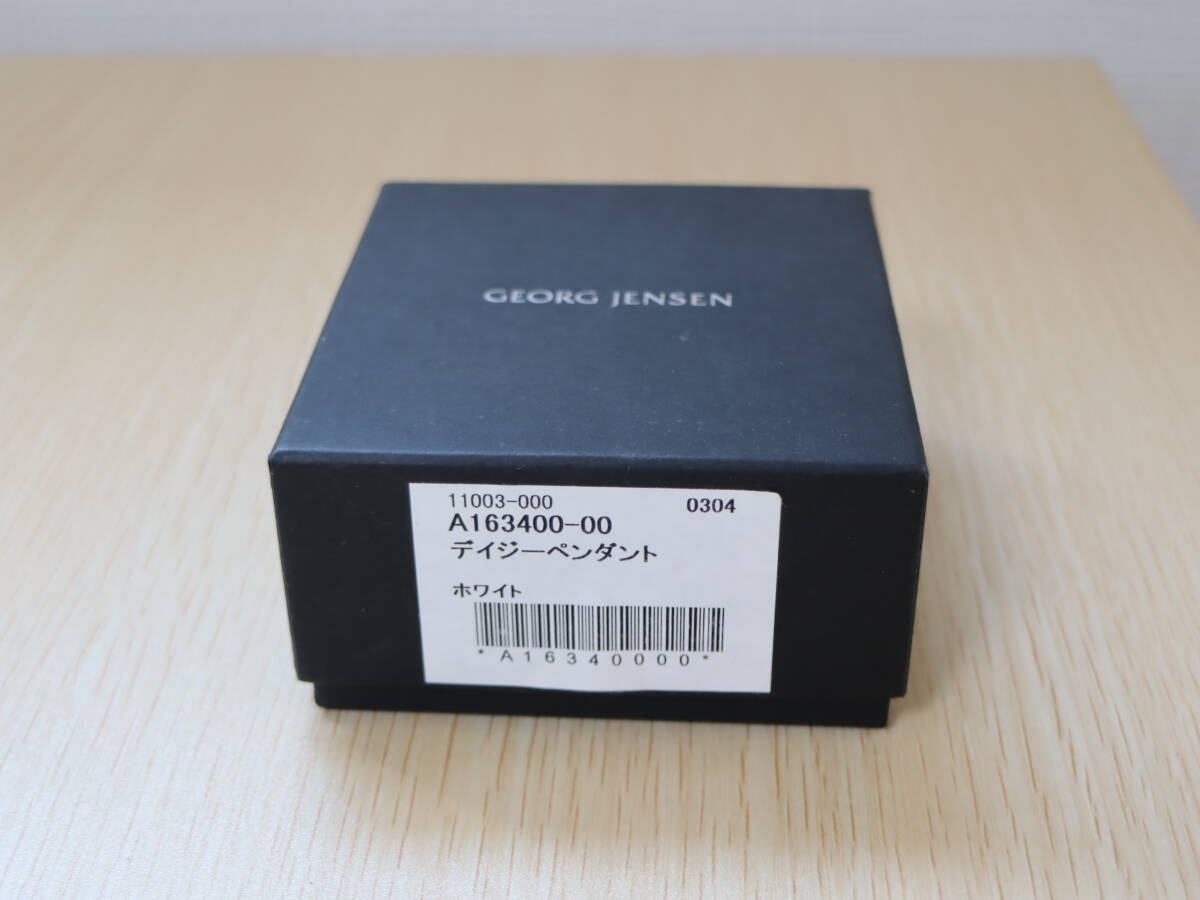 GEORG JENSEN
11003-000 0304
A163400-00
デイジーペンダント
ホワイト
*A16340000*